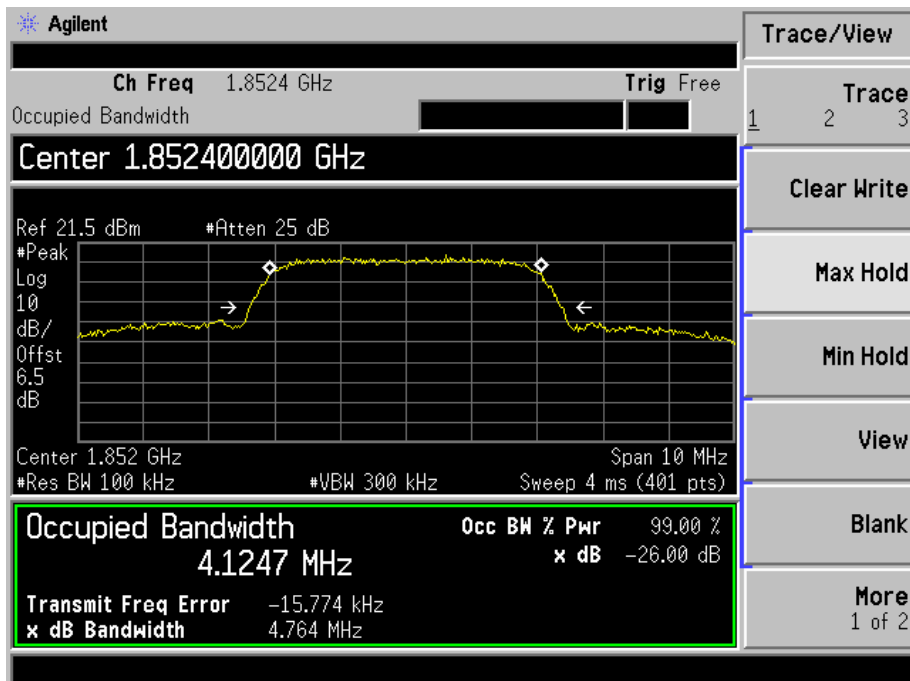 Agilent
Trace/View
Ch Freq 1.8524 GHz Trig Free
Occupied Bandwidth
Center 1.852400000 GHz
Ref 21.5 dBm #Atten 25 dB
#Peak
Log
10
dB/
Offst
6.5
dB
Center 1.852 GHz Span 10 MHz
#Res BW 100 kHz #VBW 300 kHz Sweep 4 ms (401 pts)
Occupied Bandwidth Occ BW % Pwr 99.00 %
4.1247 MHz x dB -26.00 dB
Transmit Freq Error -15.774 kHz
x dB Bandwidth 4.764 MHz
Trace
1 2 3
Clear Write
Max Hold
Min Hold
View
Blank
More
1 of 2